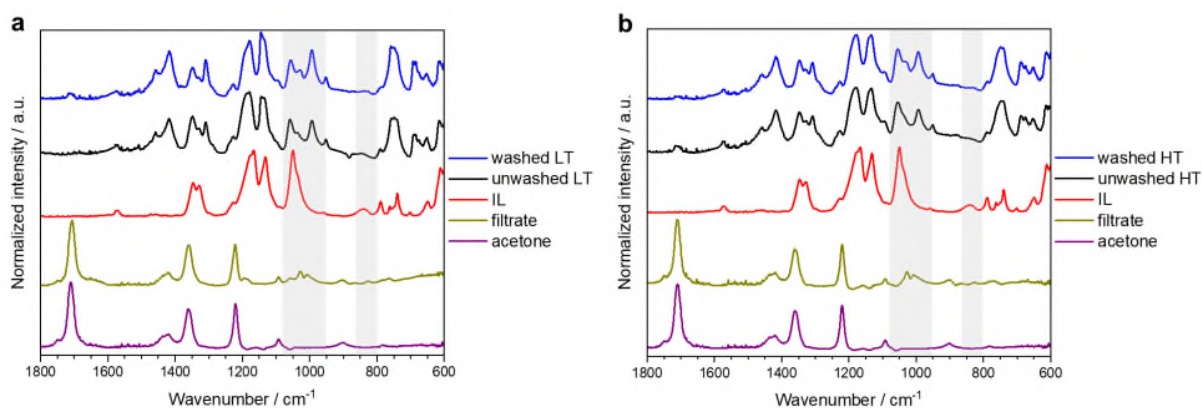 a
Normalized intensity / a.u.
washed LT
unwashed LT
IL
filtrate
acetone
1800 1600 1400 1200 1000 800 600
Wavenumber / cm⁻¹
b
Normalized intensity / a.u.
washed HT
unwashed HT
IL
filtrate
acetone
1800 1600 1400 1200 1000 800 600
Wavenumber / cm⁻¹